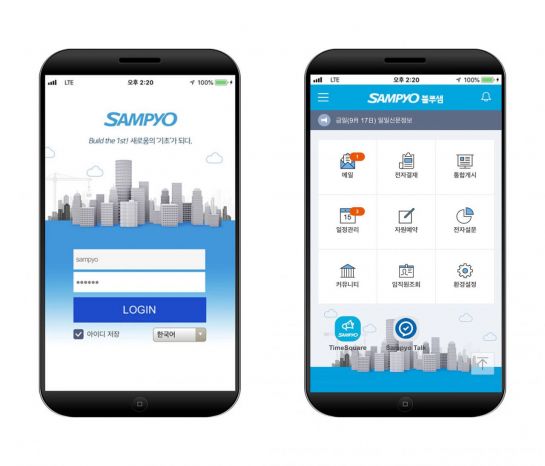 LTE 오후 2:20 100%
SAMPYO
Build the 1st! 새로움의 '기초'가 되다.
sampyo
LOGIN
아이디 저장
한국어
LTE 오후 2:20 100%
SAMPYO 블루샘
금일(9월 17일) 일일신문정보
1
메일
전자결재
통합게시
15
3
일정관리
자원예약
전자설문
커뮤니티
임직원조회
환경설정
SAMPYO
TimeSquare
Sampyo Talk